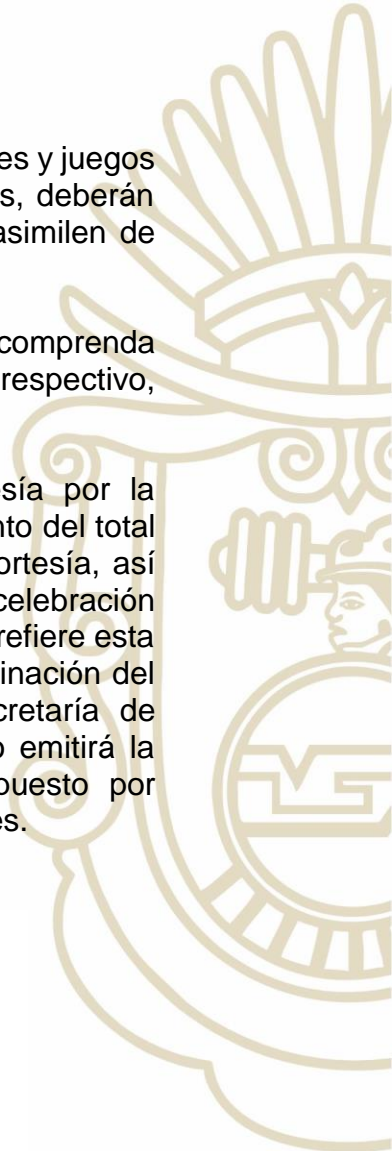 es y juegos
s, deberán
asimilen de
comprenda
respectivo,
esía por la
nto del total
ortesía, así
celebración
refiere esta
inación del
cretaría de
o emitirá la
puesto por
es.